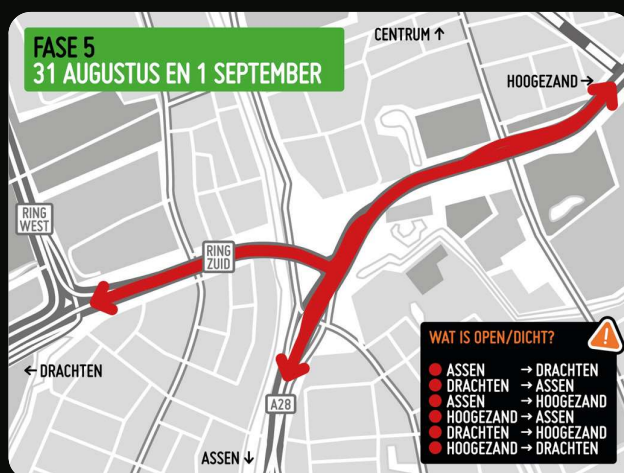 FASE 5
31 AUGUSTUS EN 1 SEPTEMBER
CENTRUM ↑
HOOGEZAND →
RING
WEST
RING
ZUID
← DRACHTEN
A28
ASSEN ↓
WAT IS OPEN/DICHT?
ASSEN → DRACHTEN
DRACHTEN → ASSEN
ASSEN → HOOGEZAND
HOOGEZAND → ASSEN
DRACHTEN → HOOGEZAND
HOOGEZAND → DRACHTEN